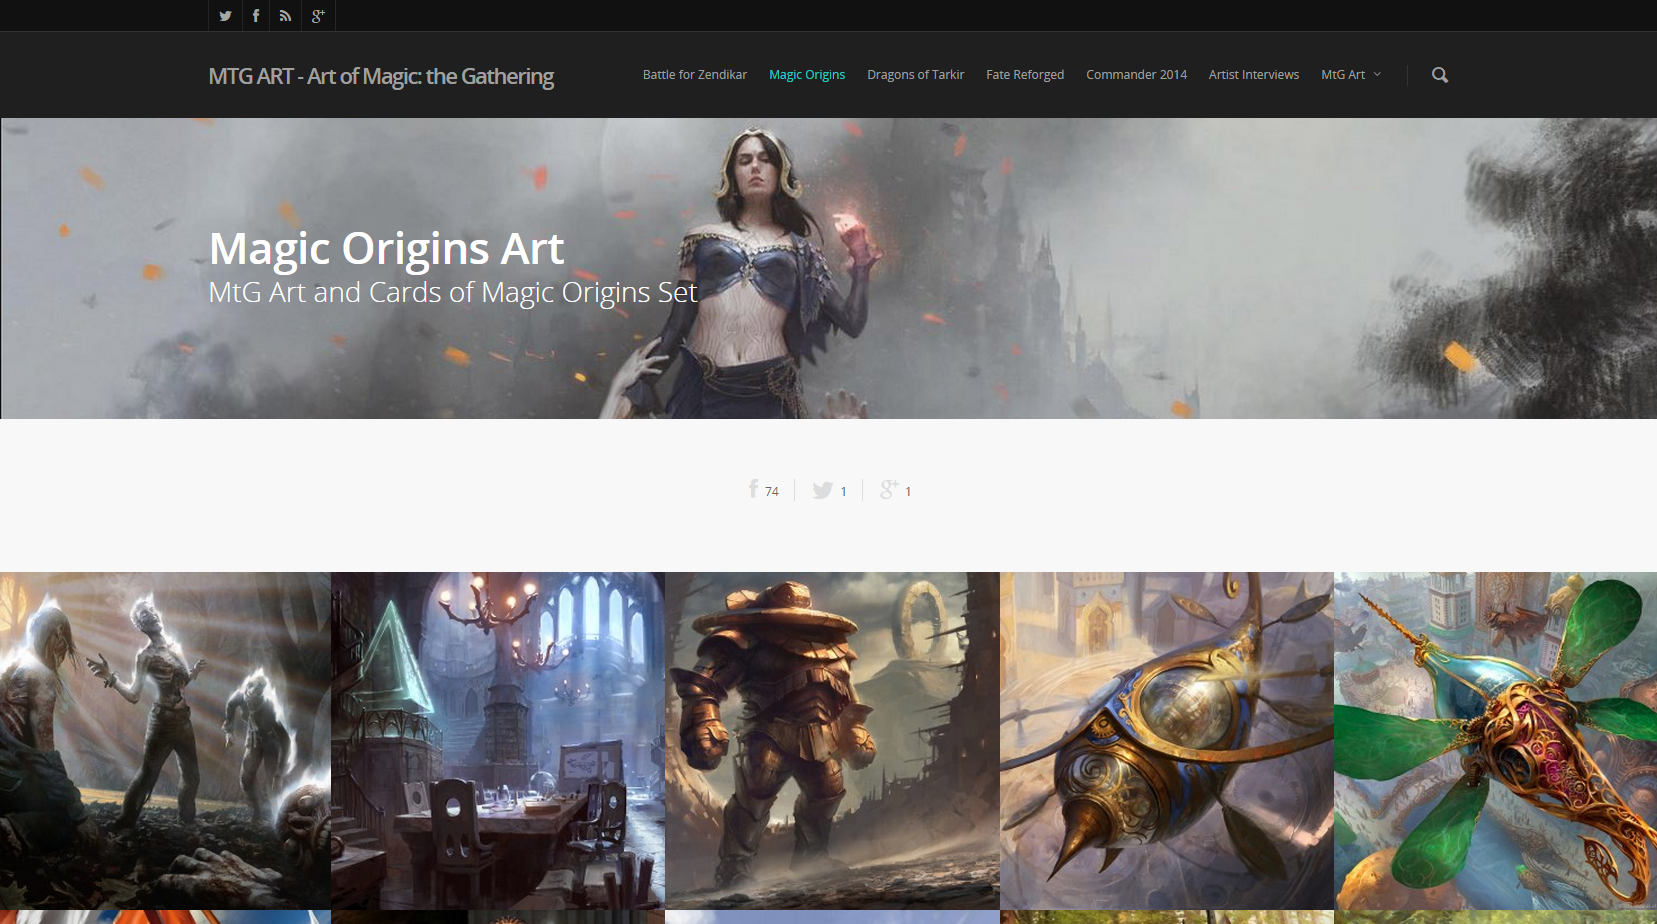 MTG ART - Art of Magic: the Gathering
Battle for Zendikar
Magic Origins
Dragons of Tarkir
Fate Reforged
Commander 2014
Artist Interviews
MtG Art
Magic Origins Art
MtG Art and Cards of Magic Origins Set
74
1
1